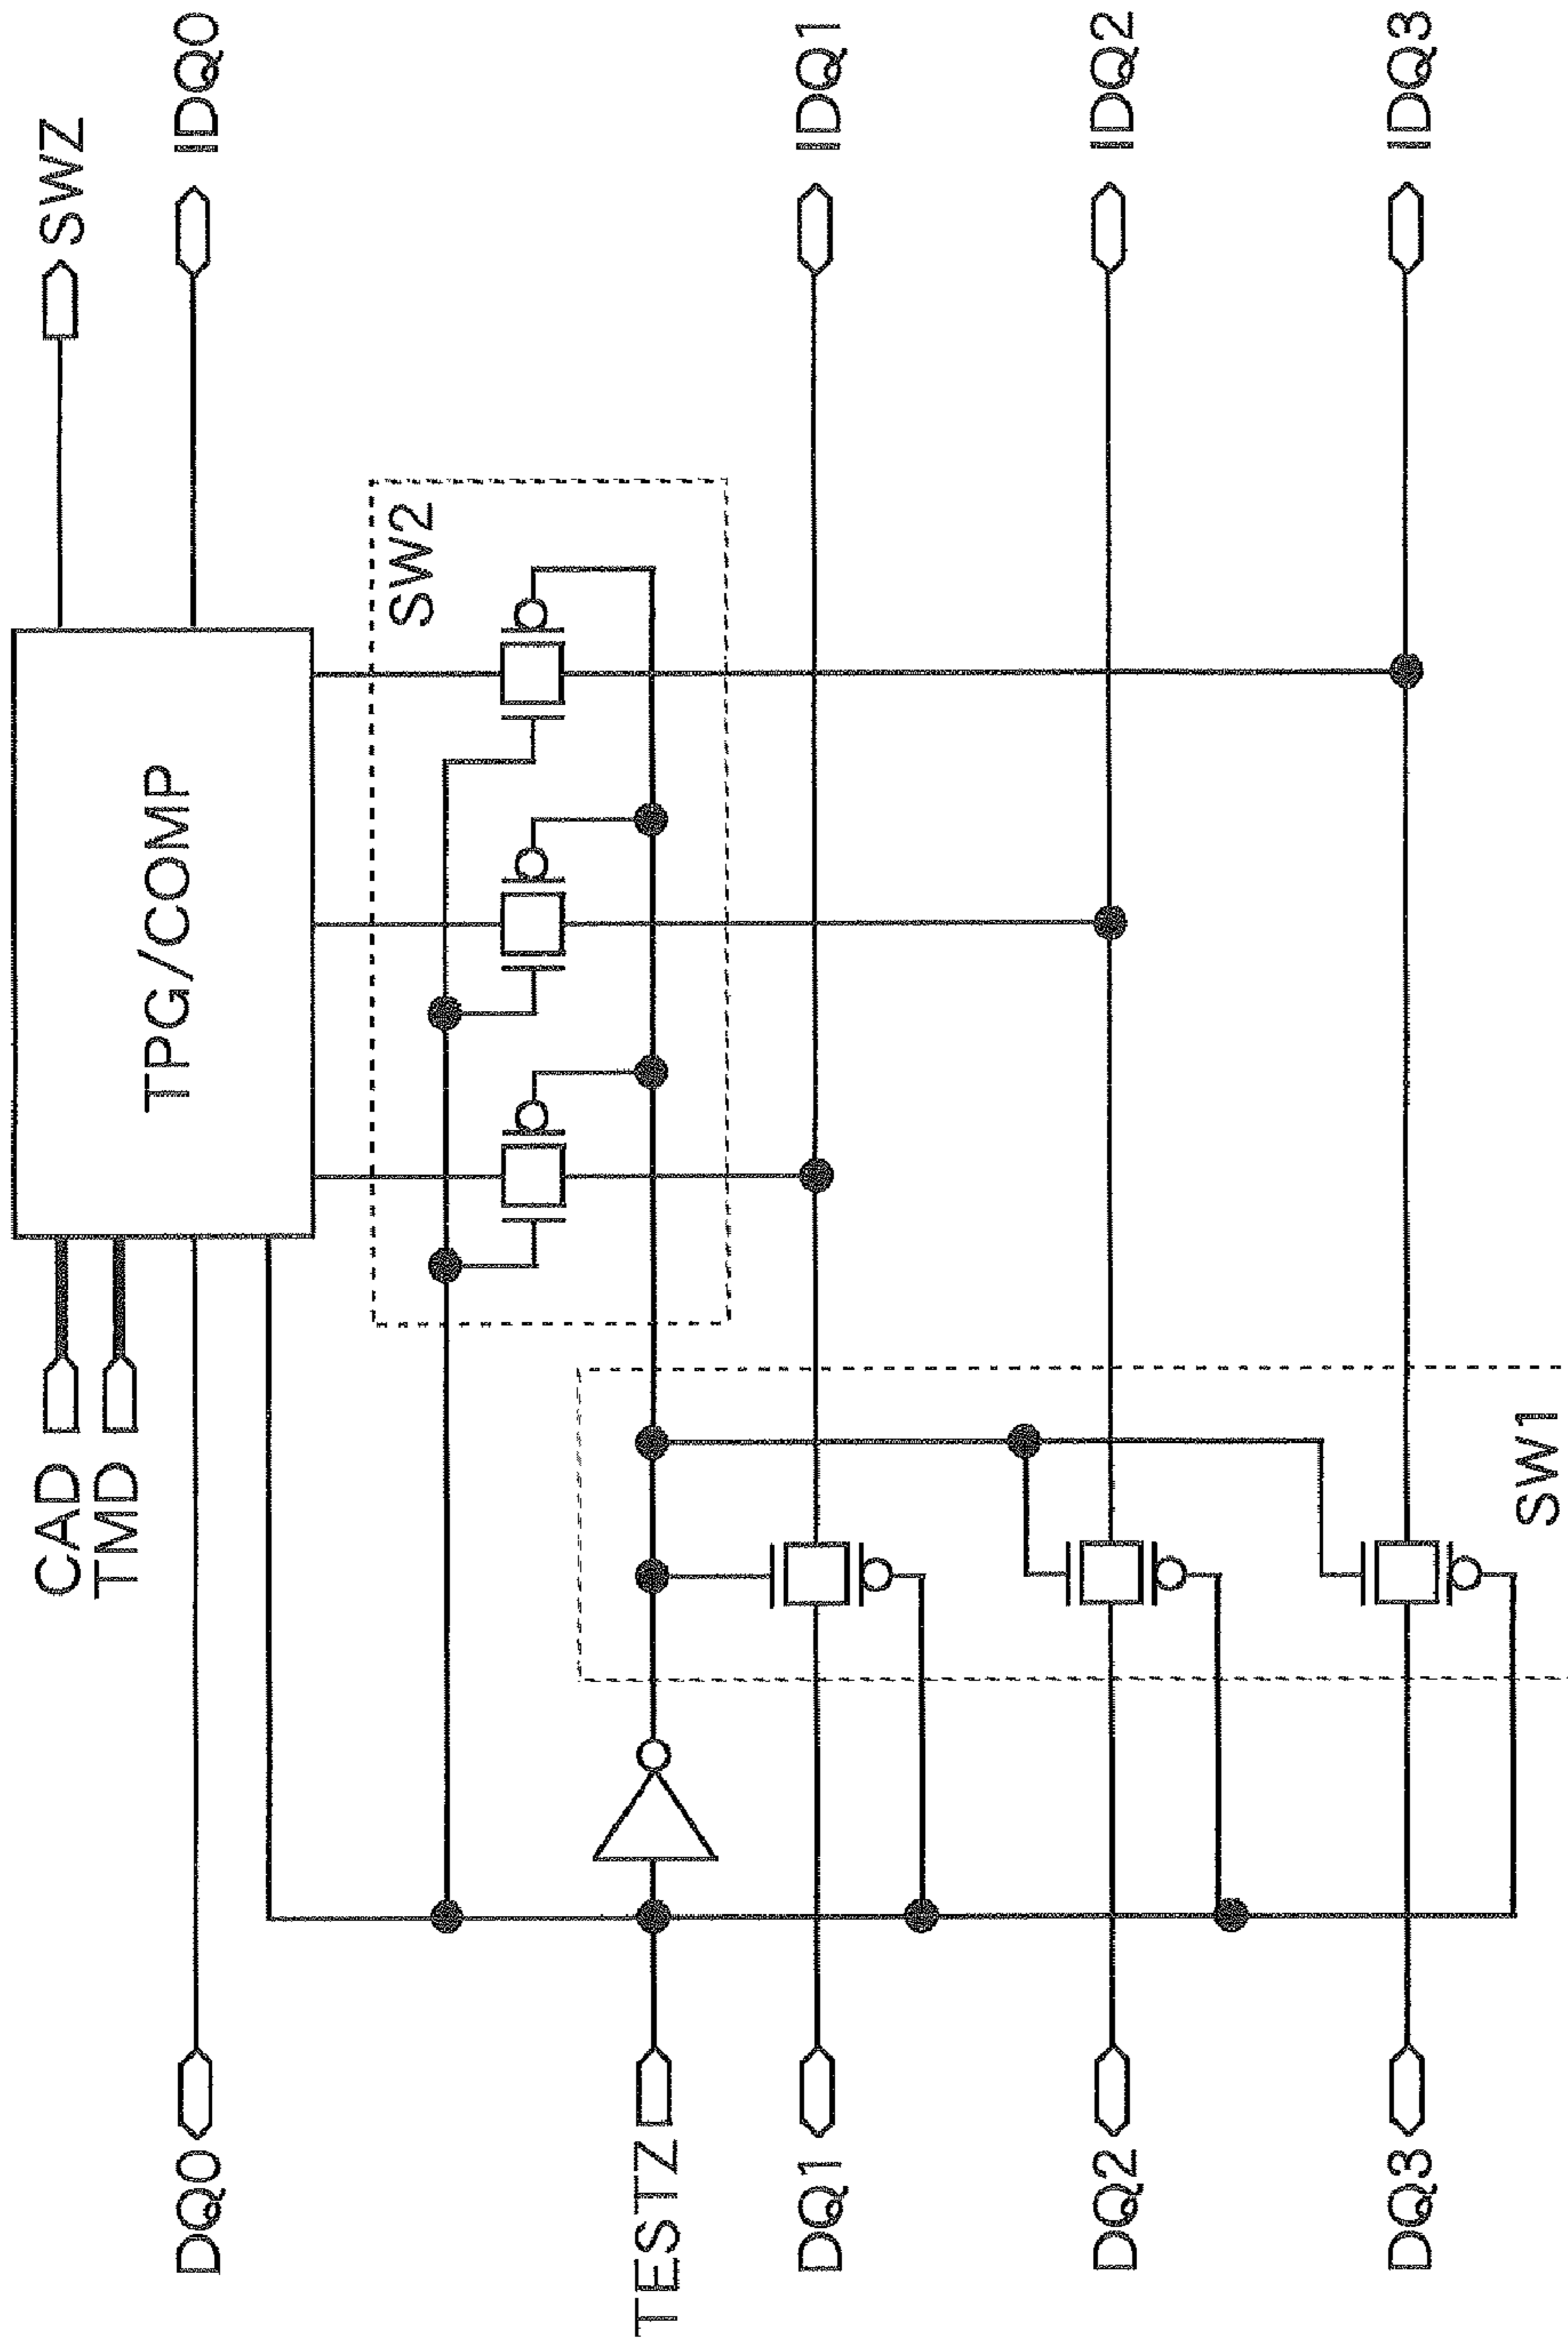 CAD
TMD
TPG/COMP
SWZ
DQ0
IDQ0
SW2
TESTZ
DQ1
IDQ1
DQ2
IDQ2
DQ3
IDQ3
SW1